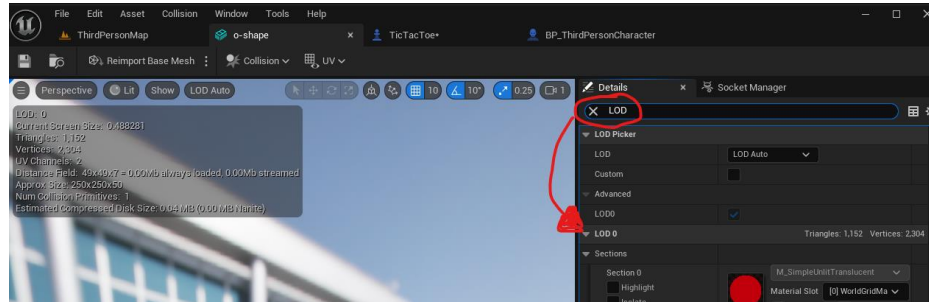 File Edit Asset Collision Window Tools Help
ThirdPersonMap o-shape TicTacToe• BP_ThirdPersonCharacter
Reimport Base Mesh Collision UV
Perspective Lit Show LOD Auto 10 10° 0.25 1 Details Socket Manager
LOD
LOD: 0
Current Screen Size: 0.488281
Triangles: 1,152
Vertices: 2,304
UV Channels: 2
Distance Field: 49x49x7 = 0.00Mb always loaded, 0.00Mb streamed
Approx Size: 250x250x50
Num Collision Primitives: 1
Estimated Compressed Disk Size: 0.04 MB (0.00 MB Nanite)
LOD Picker
LOD LOD Auto
Custom
Advanced
LOD0
LOD 0 Triangles: 1,152 Vertices: 2,304
Sections
Section 0 M_SimpleUnlitTranslucent
Highlight Material Slot [0] WorldGridMa
Isolate